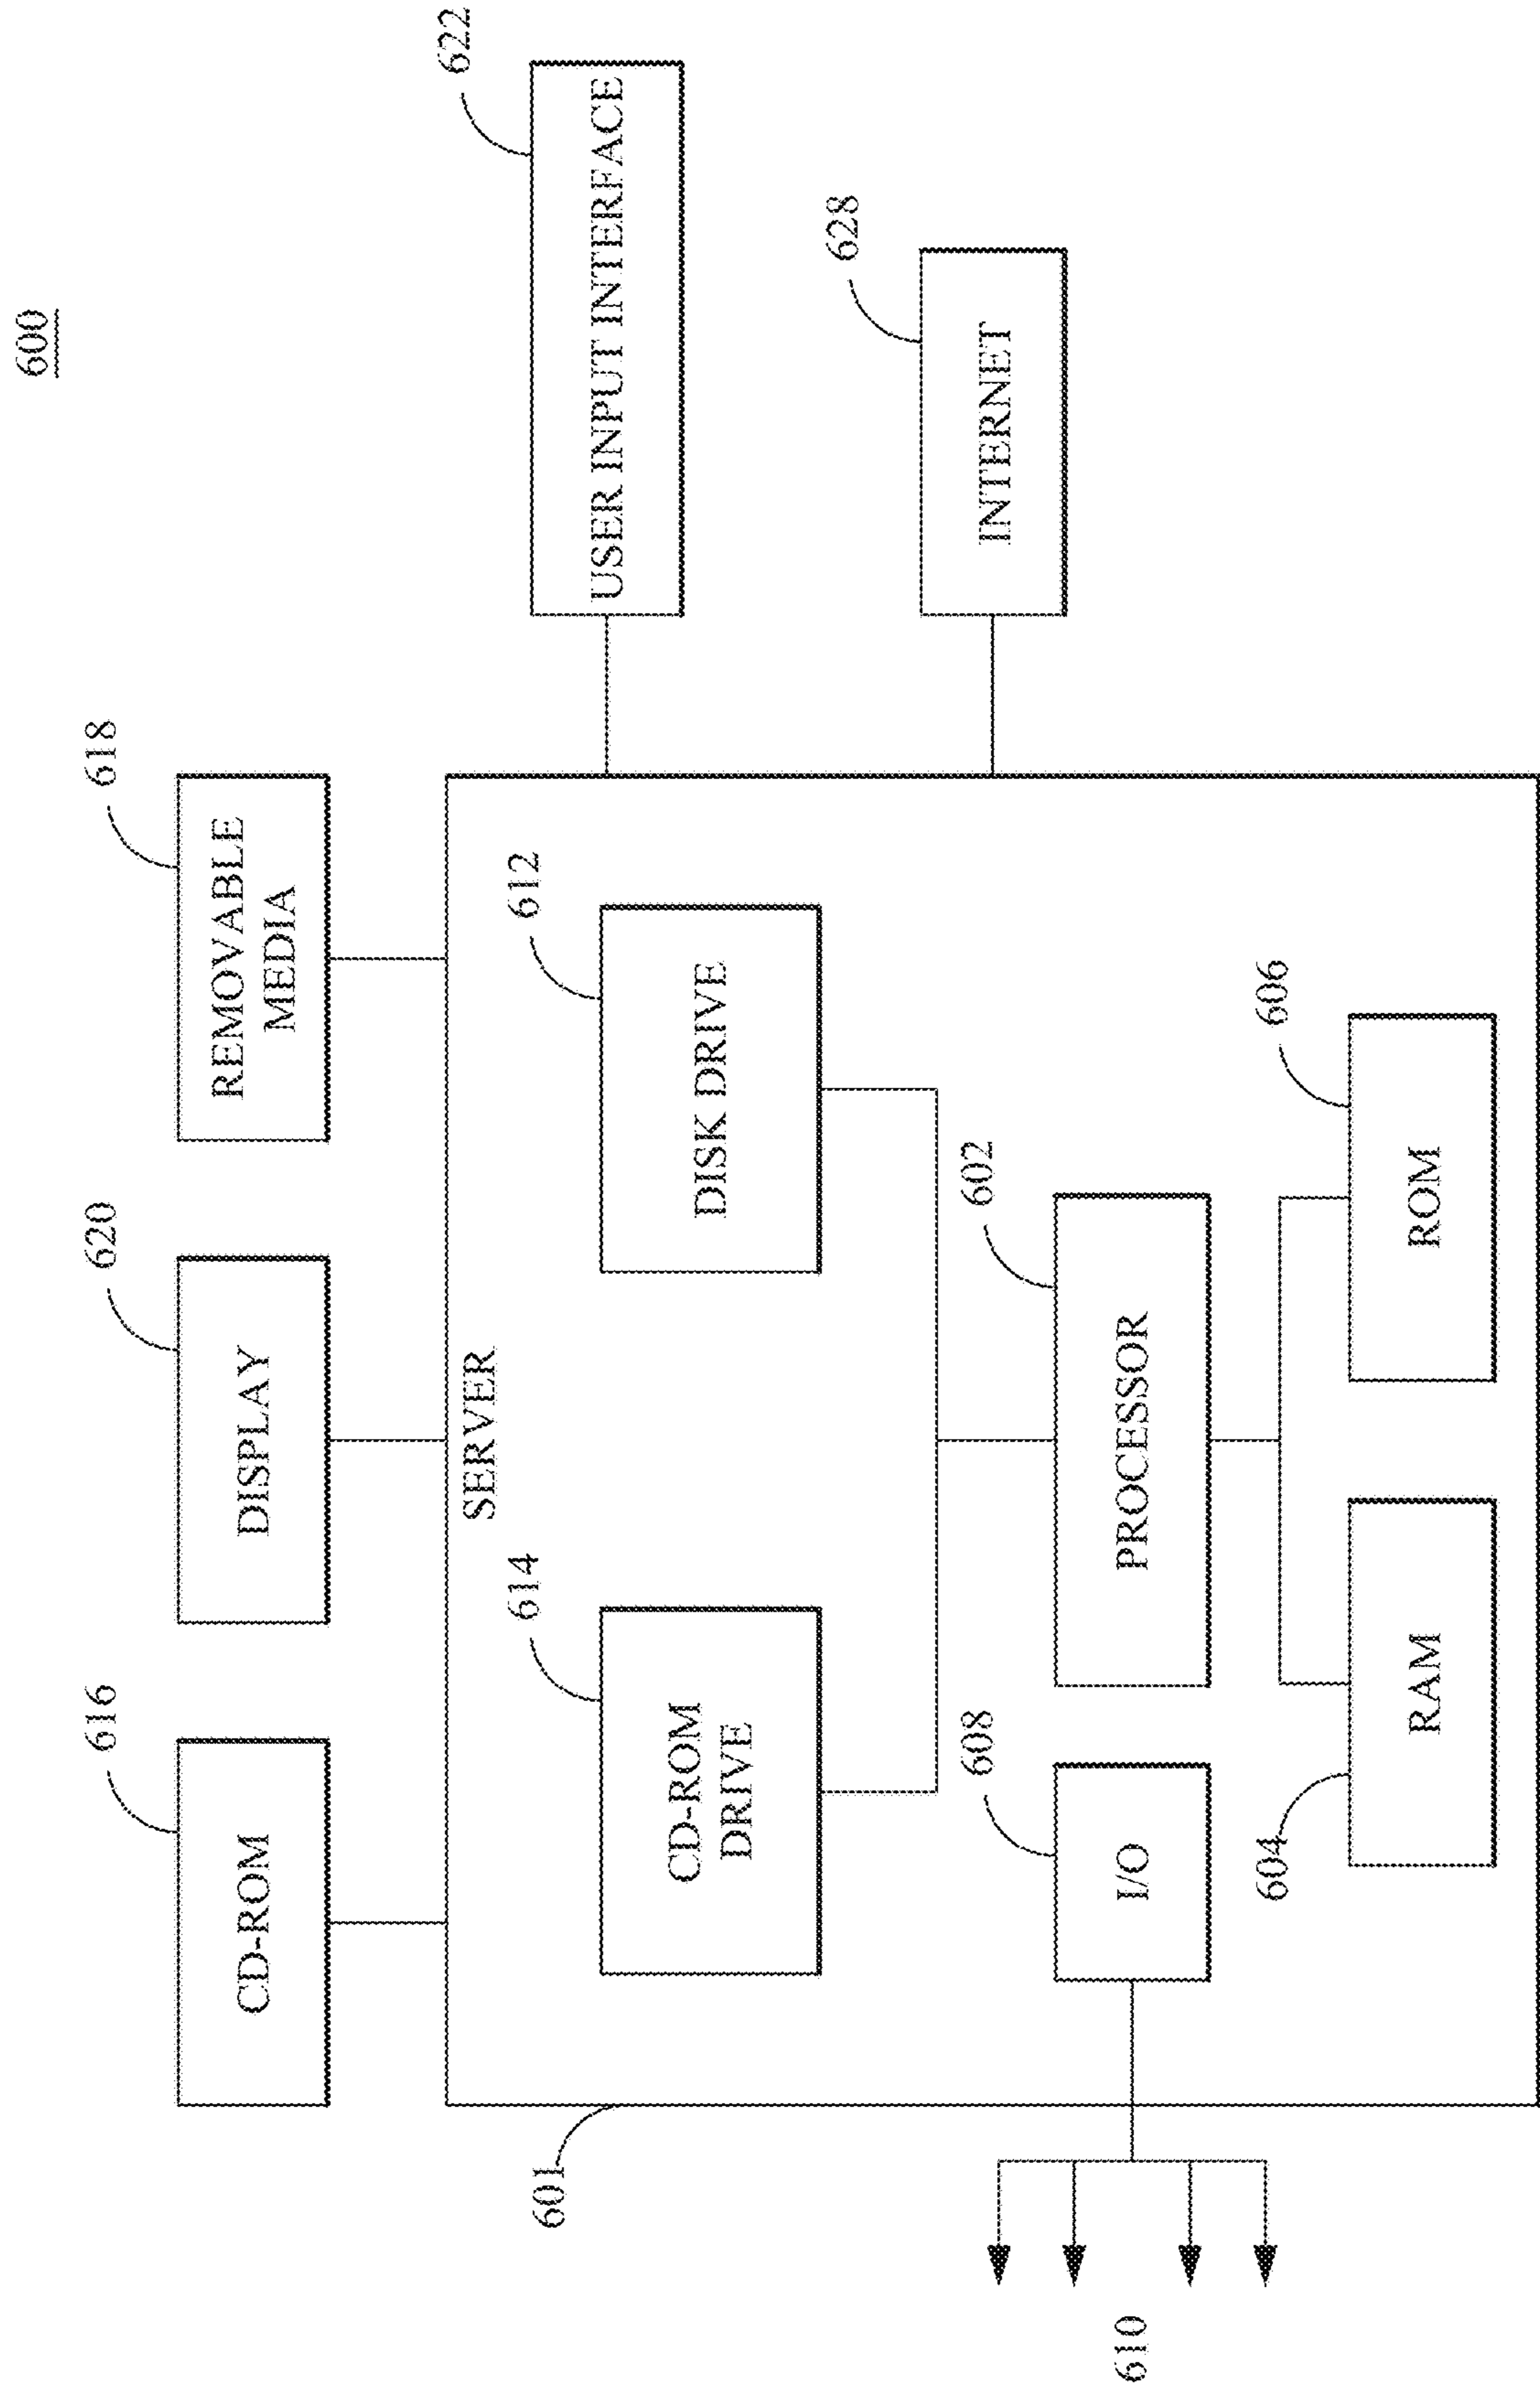 600
616
620
618
CD-ROM
DISPLAY
REMOVABLE
MEDIA
622
USER INPUT INTERFACE
601
SERVER
614
612
CD-ROM
DRIVE
DISK DRIVE
628
INTERNET
608
602
I/O
PROCESSOR
610
604
606
RAM
ROM